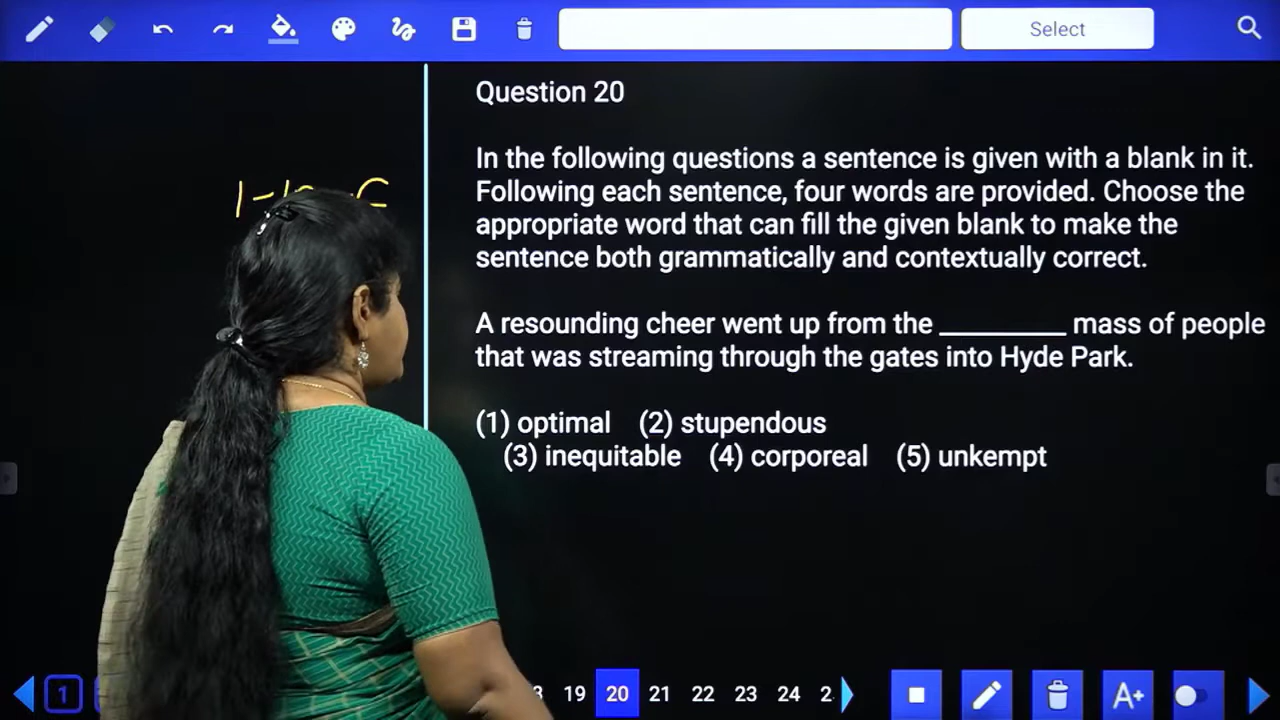 Select
Question 20
In the following questions a sentence is given with a blank in it.
Following each sentence, four words are provided. Choose the
appropriate word that can fill the given blank to make the
sentence both grammatically and contextually correct.
A resounding cheer went up from the _________ mass of people
that was streaming through the gates into Hyde Park.
(1) optimal (2) stupendous
(3) inequitable (4) corporeal (5) unkempt
1 19 20 21 22 23 24 A+